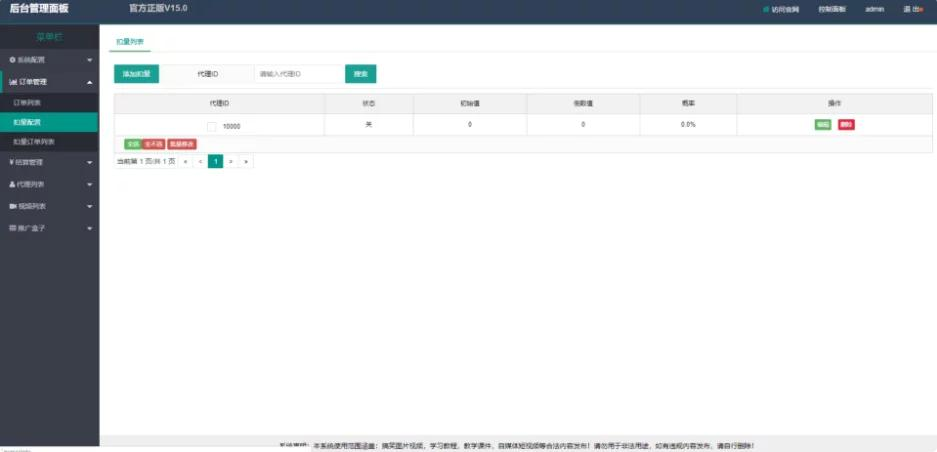 后台管理面板 官方正版V15.0 访问官网 控制面板 admin 退出
菜单栏
系统配置
订单管理
订单列表
扣量配置
扣量订单列表
¥结算管理
代理列表
视频列表
推广盒子
扣量列表
添加扣量 代理ID 请输入代理ID 搜索
代理ID 状态 初始值 倍数值 概率 操作
10000 关 0 0 0.0% 编辑 删除
全选 全不选 批量修改
当前第 1 页/共 1 页 « < 1 > »
系统声明：本系统使用范围涵盖：搞笑图片视频，学习教程，教学课件，自媒体短视频等合法内容发布！请勿用于非法用途，如有违规内容发布，请自行删除！